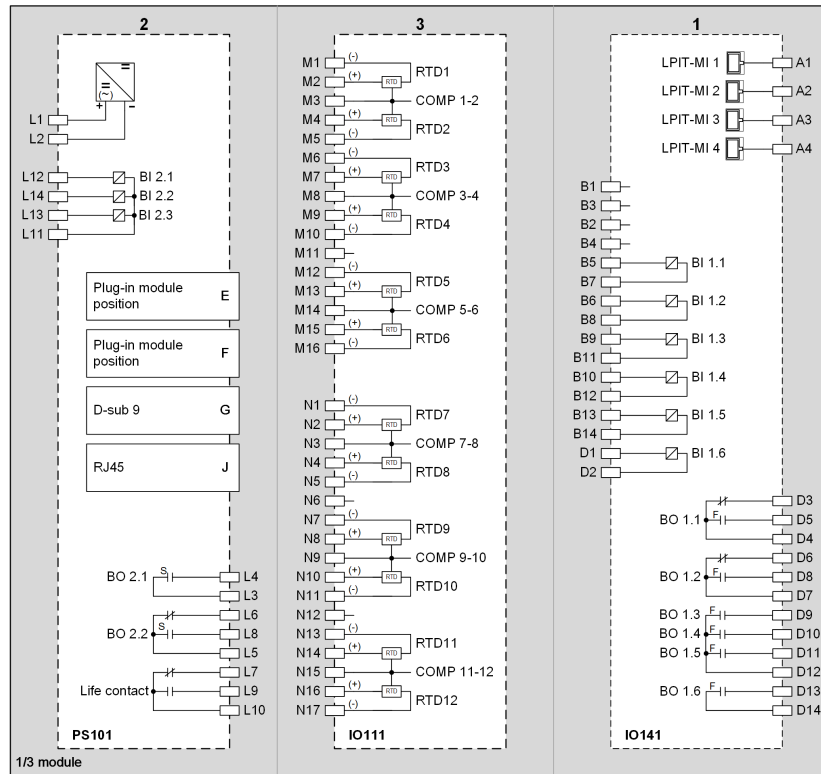 2
=
=
(~)
+ -
L1
L2
L12 BI 2.1
L14 BI 2.2
L13 BI 2.3
L11
Plug-in module
position E
Plug-in module
position F
D-sub 9 G
RJ45 J
BO 2.1 S L4
L3
L6
BO 2.2 S L8
L5
L7
Life contact L9
L10
PS101
1/3 module
3
M1 (-)
RTD1
M2 (+) RTD
M3 COMP 1-2
M4 (+) RTD
RTD2
M5 (-)
M6 (-)
RTD3
M7 (+) RTD
M8 COMP 3-4
M9 (+) RTD
RTD4
M10 (-)
M11
M12 (-)
RTD5
M13 (+) RTD
M14 COMP 5-6
M15 (+) RTD
RTD6
M16 (-)
N1 (-)
RTD7
N2 (+) RTD
N3 COMP 7-8
N4 (+) RTD
RTD8
N5 (-)
N6
N7 (-)
RTD9
N8 (+) RTD
N9 COMP 9-10
N10 (+) RTD
RTD10
N11 (-)
N12
N13 (-)
RTD11
N14 (+) RTD
N15 COMP 11-12
N16 (+) RTD
RTD12
N17 (-)
IO111
1
LPIT-MI 1 A1
LPIT-MI 2 A2
LPIT-MI 3 A3
LPIT-MI 4 A4
B1
B3
B2
B4
B5 BI 1.1
B7
B6 BI 1.2
B8
B9 BI 1.3
B11
B10 BI 1.4
B12
B13 BI 1.5
B14
D1 BI 1.6
D2
D3
BO 1.1 F D5
D4
D6
BO 1.2 F D8
D7
BO 1.3 F D9
BO 1.4 F D10
BO 1.5 F D11
D12
BO 1.6 F D13
D14
IO141